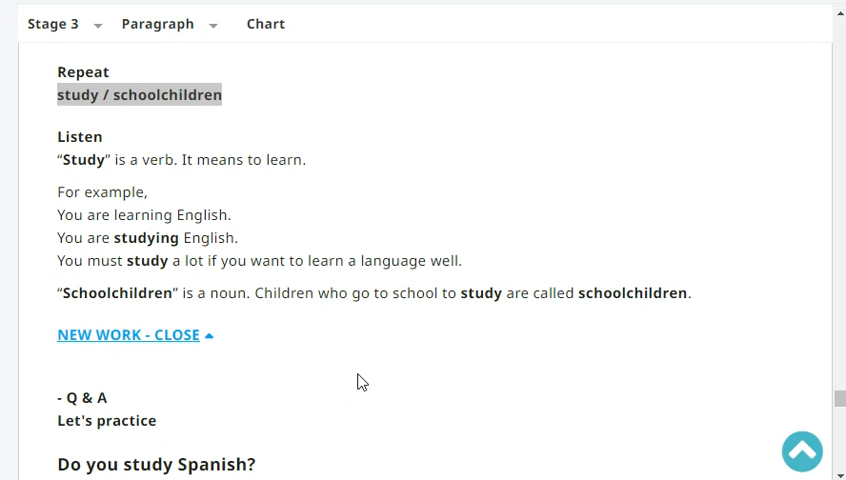 Stage 3 Paragraph Chart
Repeat
study / schoolchildren
Listen
“Study” is a verb. It means to learn.
For example,
You are learning English.
You are studying English.
You must study a lot if you want to learn a language well.
“Schoolchildren” is a noun. Children who go to school to study are called schoolchildren.
NEW WORK - CLOSE
- Q & A
Let's practice
Do you study Spanish?